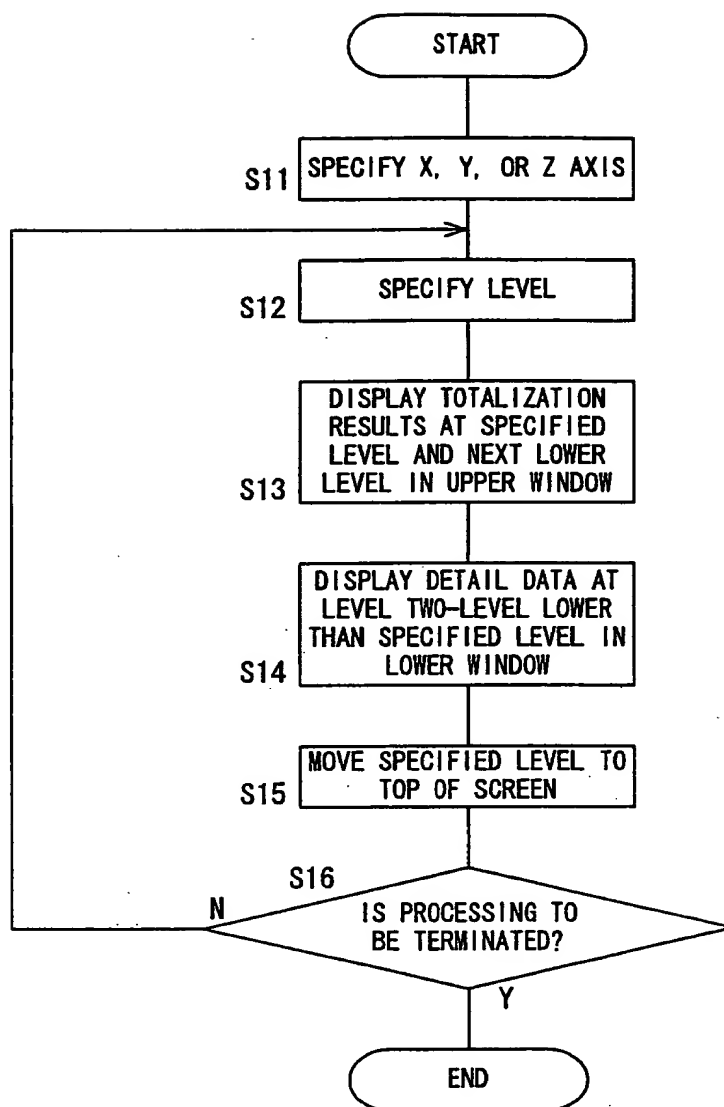 START
S11
SPECIFY X, Y, OR Z AXIS
S12
SPECIFY LEVEL
S13
DISPLAY TOTALIZATION
RESULTS AT SPECIFIED
LEVEL AND NEXT LOWER
LEVEL IN UPPER WINDOW
S14
DISPLAY DETAIL DATA AT
LEVEL TWO-LEVEL LOWER
THAN SPECIFIED LEVEL IN
LOWER WINDOW
S15
MOVE SPECIFIED LEVEL TO
TOP OF SCREEN
S16
N
IS PROCESSING TO
BE TERMINATED?
Y
END